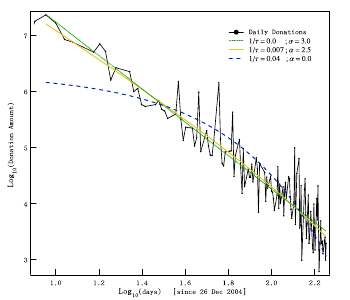 7
6
5
4
3
Log10(Donation Amount)
Daily Donations
1/τ = 0.0 ; α = 3.0
1/τ = 0.007 ; α = 2.5
1/τ = 0.04 ; α = 0.0
1.0 1.2 1.4 1.6 1.8 2.0 2.2
Log10(days) [since 26 Dec 2004]